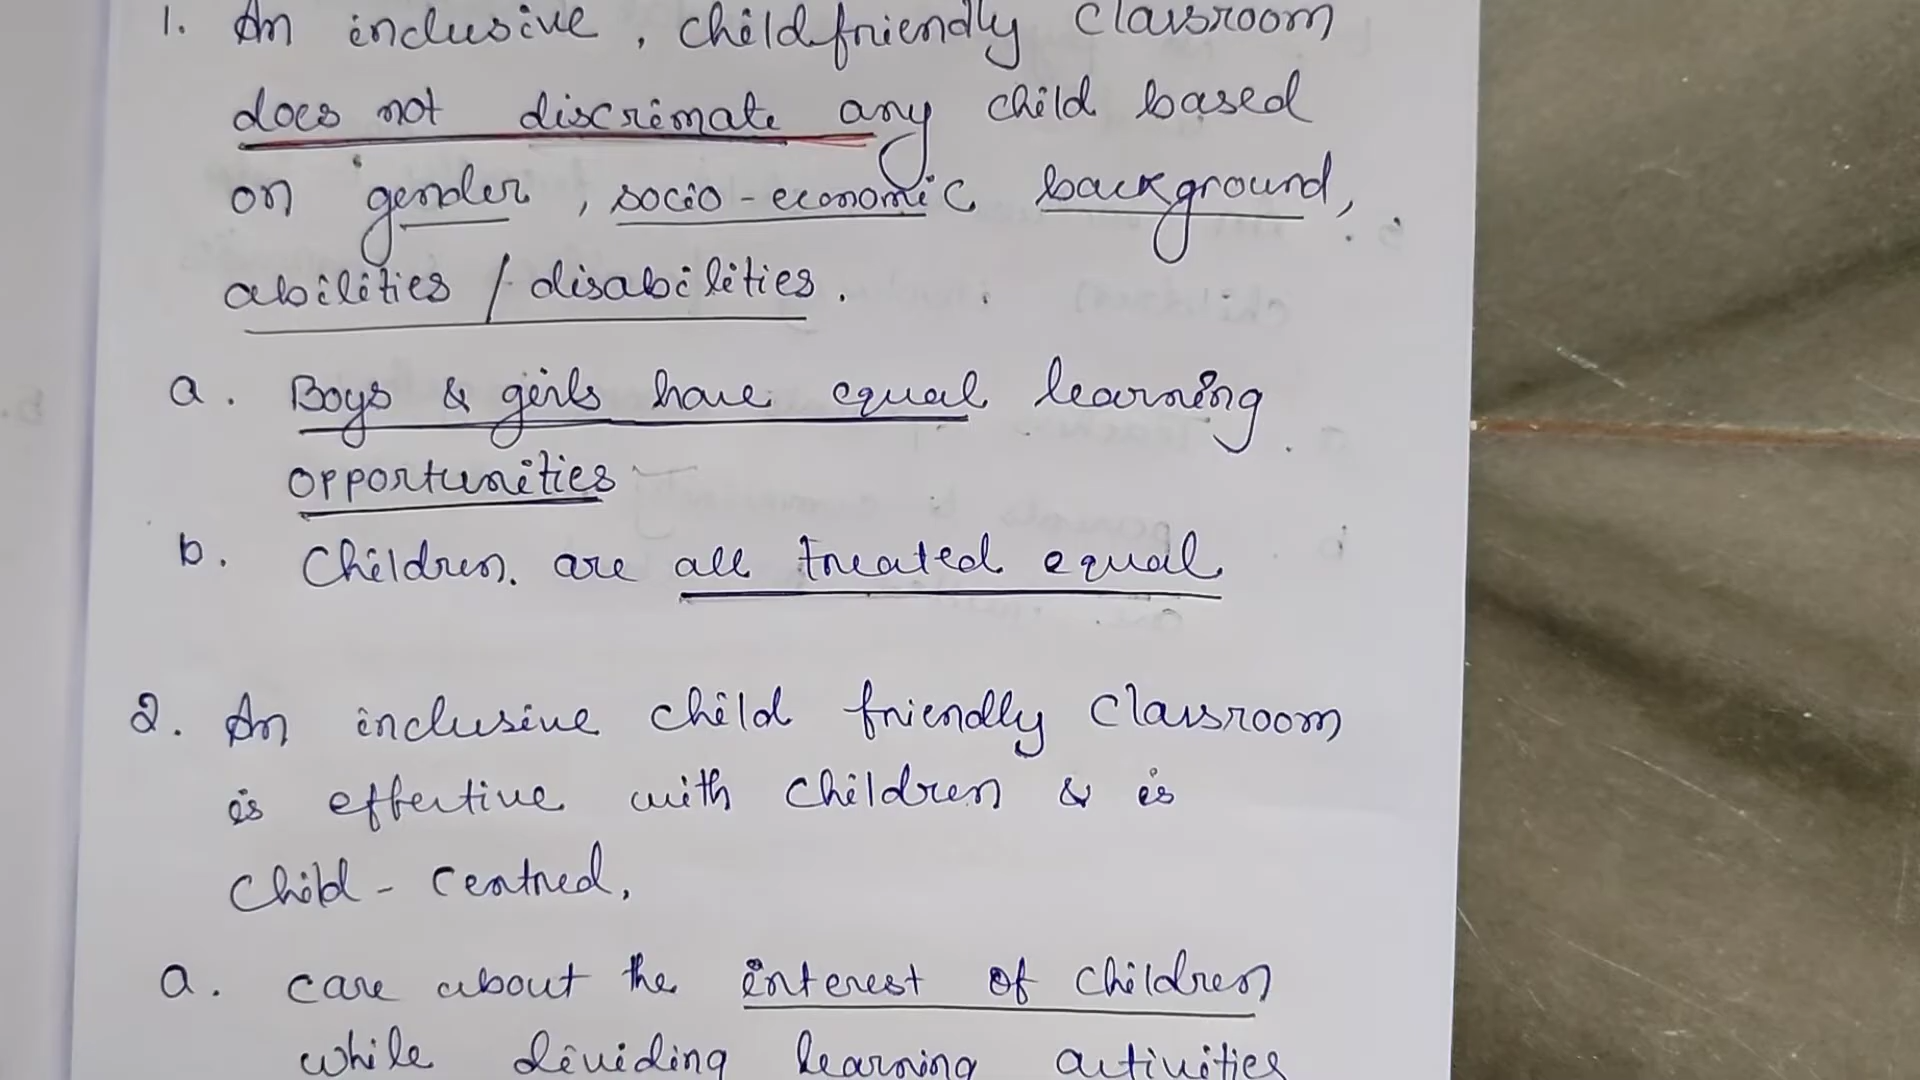 1. An inclusive, child friendly classroom
does not discrimate any child based
on gender, socio-economic background,
abilities / disabilities.
a. Boys & girls have equal learning
opportunities
b. Children are all treated equal
2. An inclusive child friendly classroom
is effective with children & is
child-centred,
a. care about the interest of children
while dividing learning activities